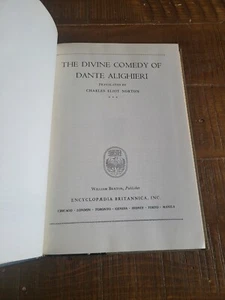 THE DIVINE COMEDY OF
DANTE ALIGHIERI
TRANSLATED BY
CHARLES ELIOT NORTON
WILLIAM BENTON, Publisher
ENCYCLOPÆDIA BRITANNICA, INC.
CHICAGO · LONDON · TORONTO · GENEVA · SYDNEY · TOKYO · MANILA